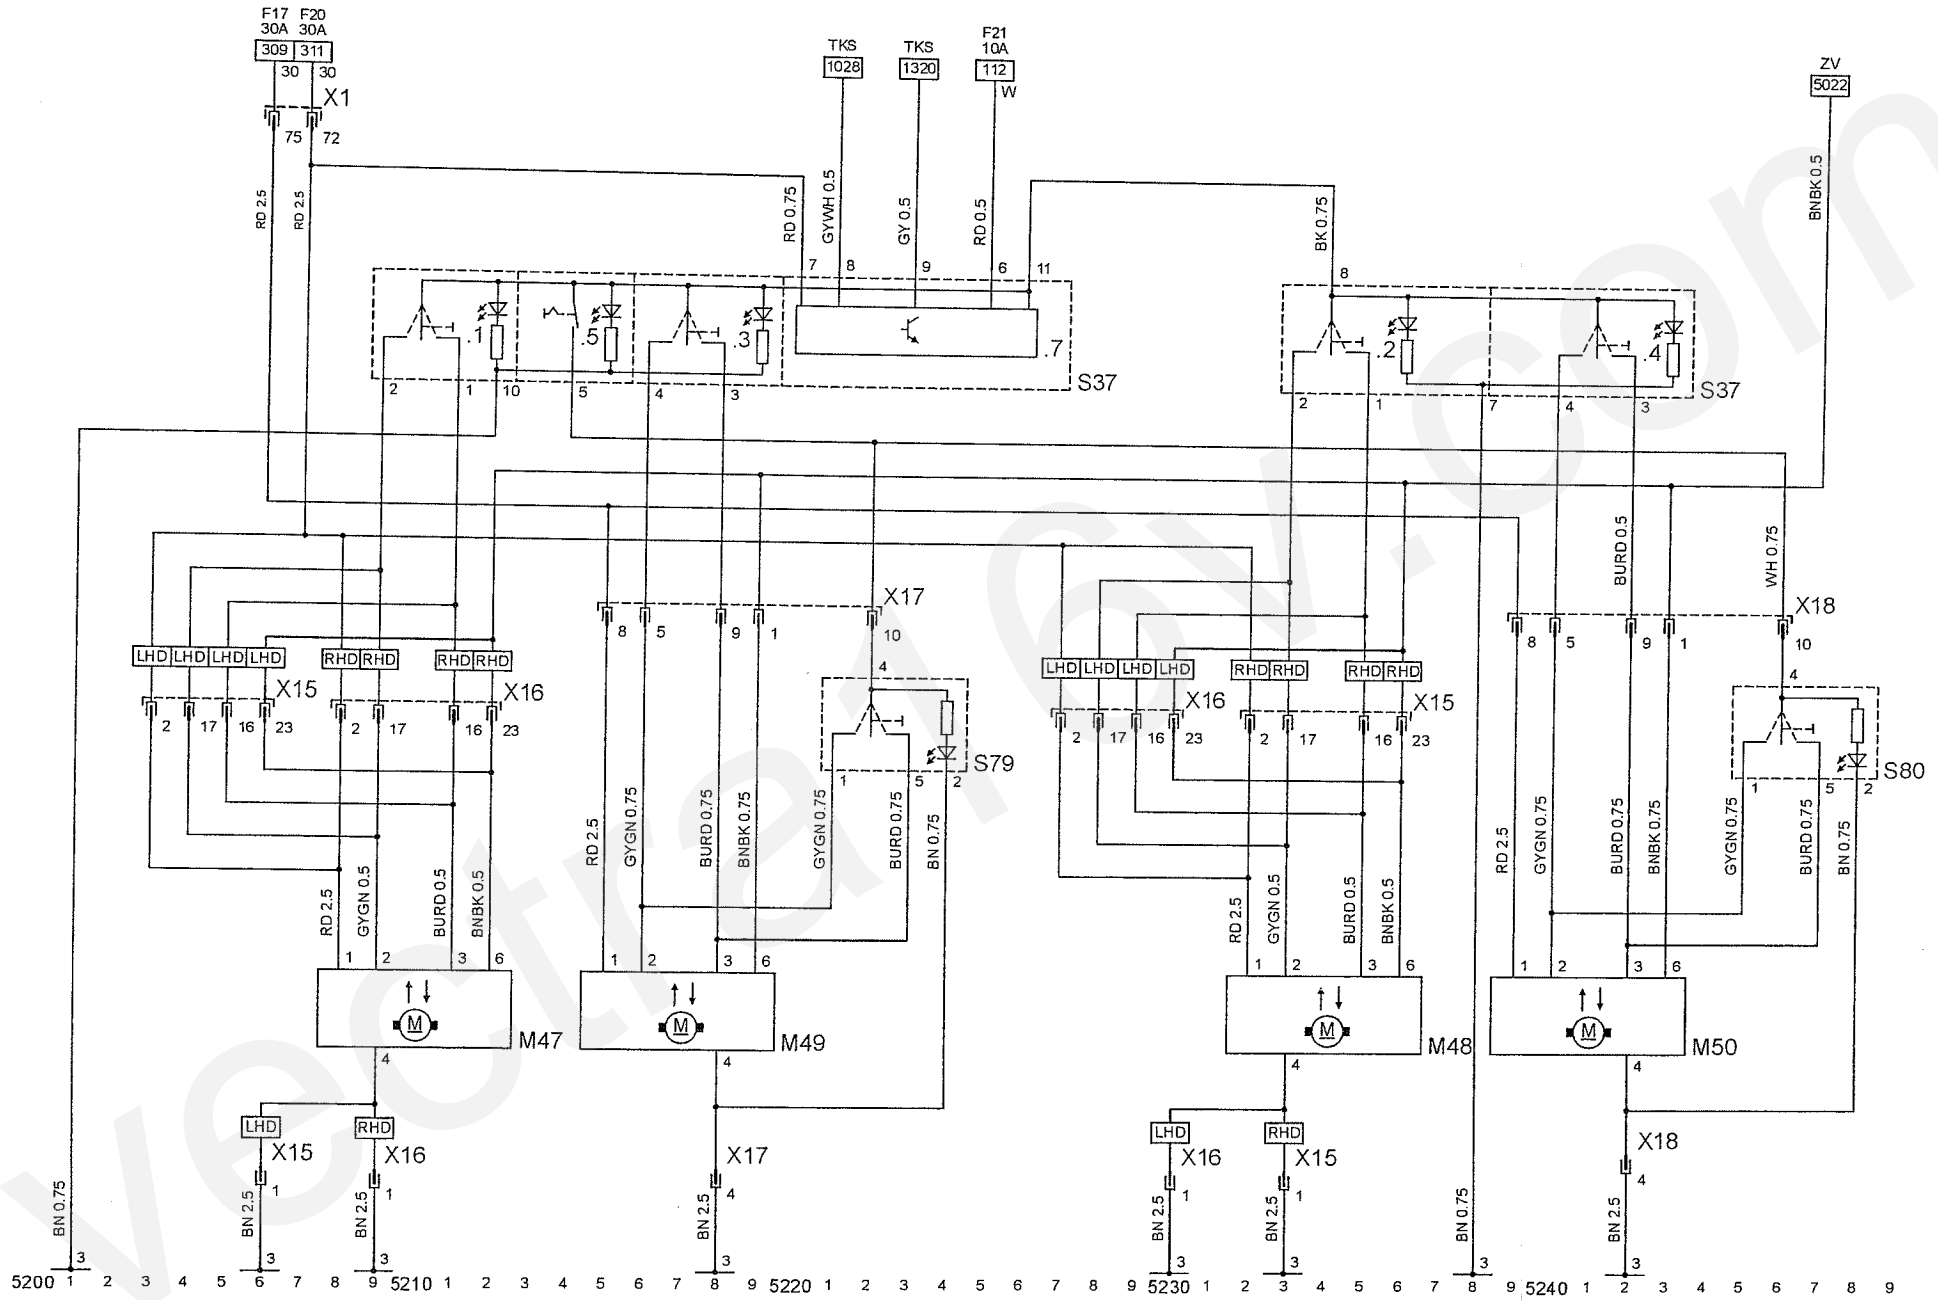 F17 F20
30A 30A
309 311
30 30
X1
75 72
RD 2.5
RD 2.5
TKS
1028
TKS
1320
F21
10A
112
W
ZV
5022
RD 0.75
GYWH 0.5
GY 0.5
RD 0.5
BK 0.75
BNBK 0.5
7 8 9 6 11
8
.1 .5 .3 .7
S37
.2 .4
S37
2 1 10 5 4 3
2 1 7 4 3
BURD 0.5
WH 0.75
X17
8 5 9 1 10
X18
8 5 9 1 10
LHD LHD LHD LHD RHD RHD RHD RHD
X15 X16
2 17 16 23 2 17 16 23
LHD LHD LHD LHD RHD RHD RHD RHD
X16 X15
2 17 16 23 2 17 16 23
4
S79
1 5 2
4
S80
1 5 2
RD 2.5
GYGN 0.5
BURD 0.5
BNBK 0.5
RD 2.5
GYGN 0.75
BURD 0.75
BNBK 0.75
GYGN 0.75
BURD 0.75
BN 0.75
RD 2.5
GYGN 0.5
BURD 0.5
BNBK 0.5
RD 2.5
GYGN 0.75
BURD 0.75
BNBK 0.75
GYGN 0.75
BURD 0.75
BN 0.75
1 2 3 6
M
M47
4
1 2 3 6
M
M49
4
1 2 3 6
M
M48
4
1 2 3 6
M
M50
4
LHD RHD
X15 X16
1 1
X17
4
LHD RHD
X16 X15
1 1
X18
4
BN 0.75
BN 2.5
BN 2.5
BN 2.5
BN 2.5
BN 2.5
BN 0.75
BN 2.5
3 3 3 3 3 3 3 3
5200 1 2 3 4 5 6 7 8 9 5210 1 2 3 4 5 6 7 8 9 5220 1 2 3 4 5 6 7 8 9 5230 1 2 3 4 5 6 7 8 9 5240 1 2 3 4 5 6 7 8 9
vectra16v.com